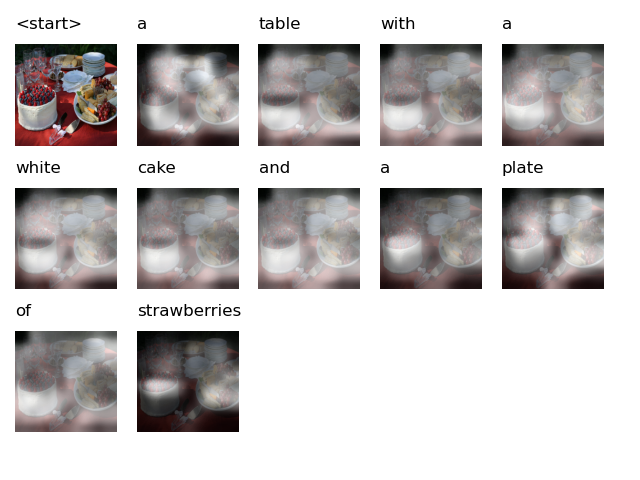 <start> a table with a
white cake and a plate
of strawberries